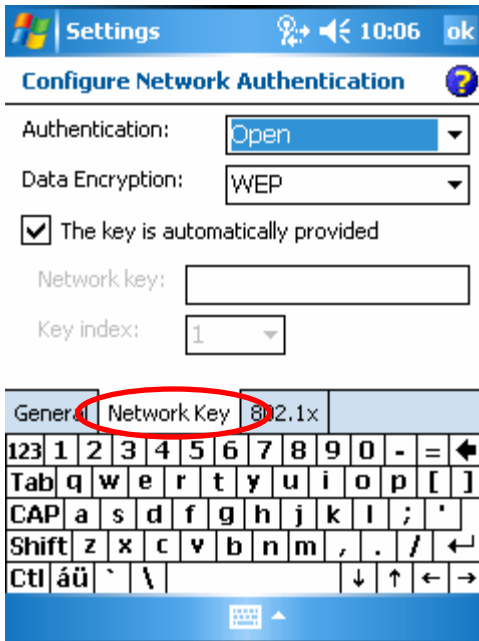 Settings 10:06 ok
Configure Network Authentication ?
Authentication: Open
Data Encryption: WEP
The key is automatically provided
Network key:
Key index: 1
General Network Key 802.1x
123 1 2 3 4 5 6 7 8 9 0 - =
Tab q w e r t y u i o p [ ]
CAP a s d f g h j k l ; '
Shift z x c v b n m , . /
Ctl áü ` \ ↓ ↑ ← →